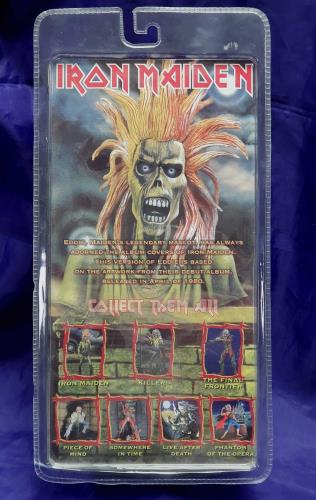 IRON MAIDEN
EDDIE, MAIDEN'S LEGENDARY MASCOT, HAS ALWAYS
ADORNED THE ALBUM COVERS OF IRON MAIDEN.
THIS VERSION OF EDDIE IS BASED
ON THE ARTWORK FROM THEIR DEBUT ALBUM,
RELEASED IN APRIL OF 1980.
COLLECT THEM ALL
IRON MAIDEN
KILLERS
THE FINAL
FRONTIER
PIECE OF
MIND
SOMEWHERE
IN TIME
LIVE AFTER
DEATH
PHANTOM
OF THE OPERA